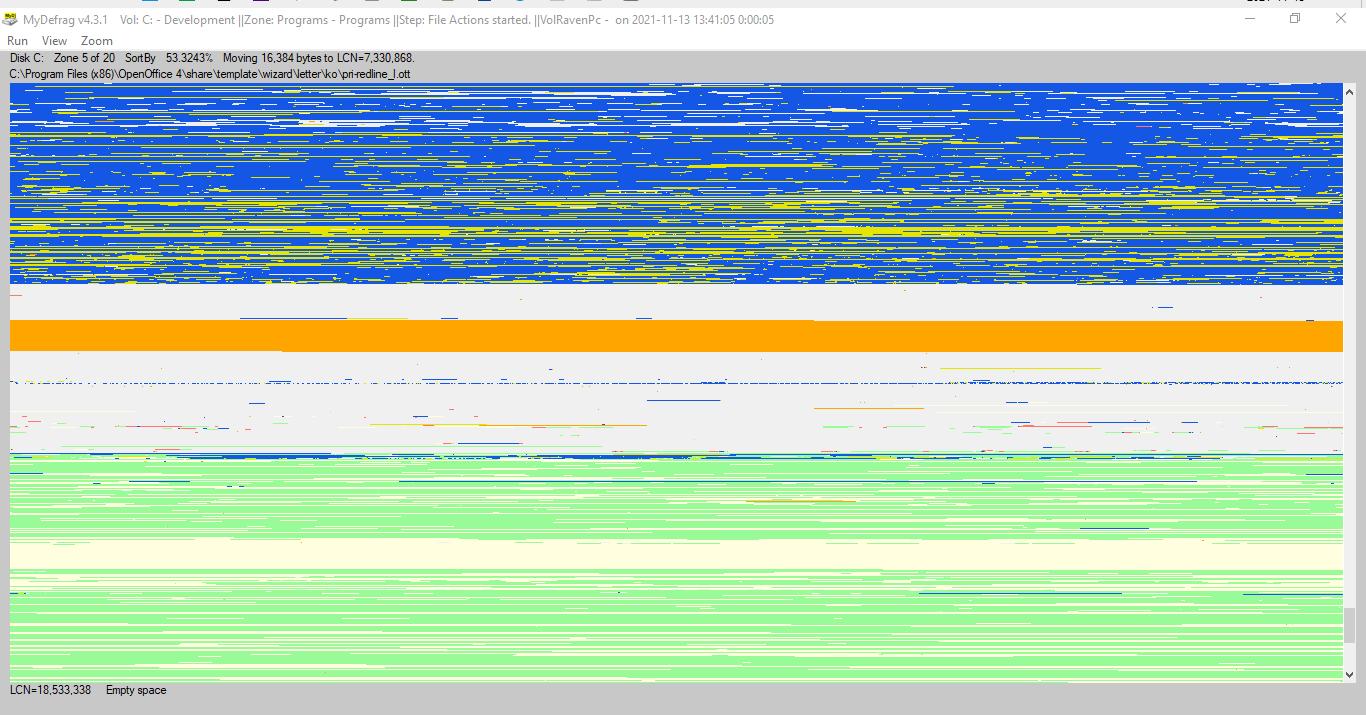 MyDefrag v4.3.1 Vol: C: - Development ||Zone: Programs - Programs ||Step: File Actions started. ||VolRavenPc - on 2021-11-13 13:41:05 0:00:05
Run View Zoom
Disk C: Zone 5 of 20 SortBy 53.3243% Moving 16,384 bytes to LCN=7,330,868.
C:\Program Files (x86)\OpenOffice 4\share\template\wizard\letter\ko\pri-redline_l.ott
LCN=18,533,338 Empty space